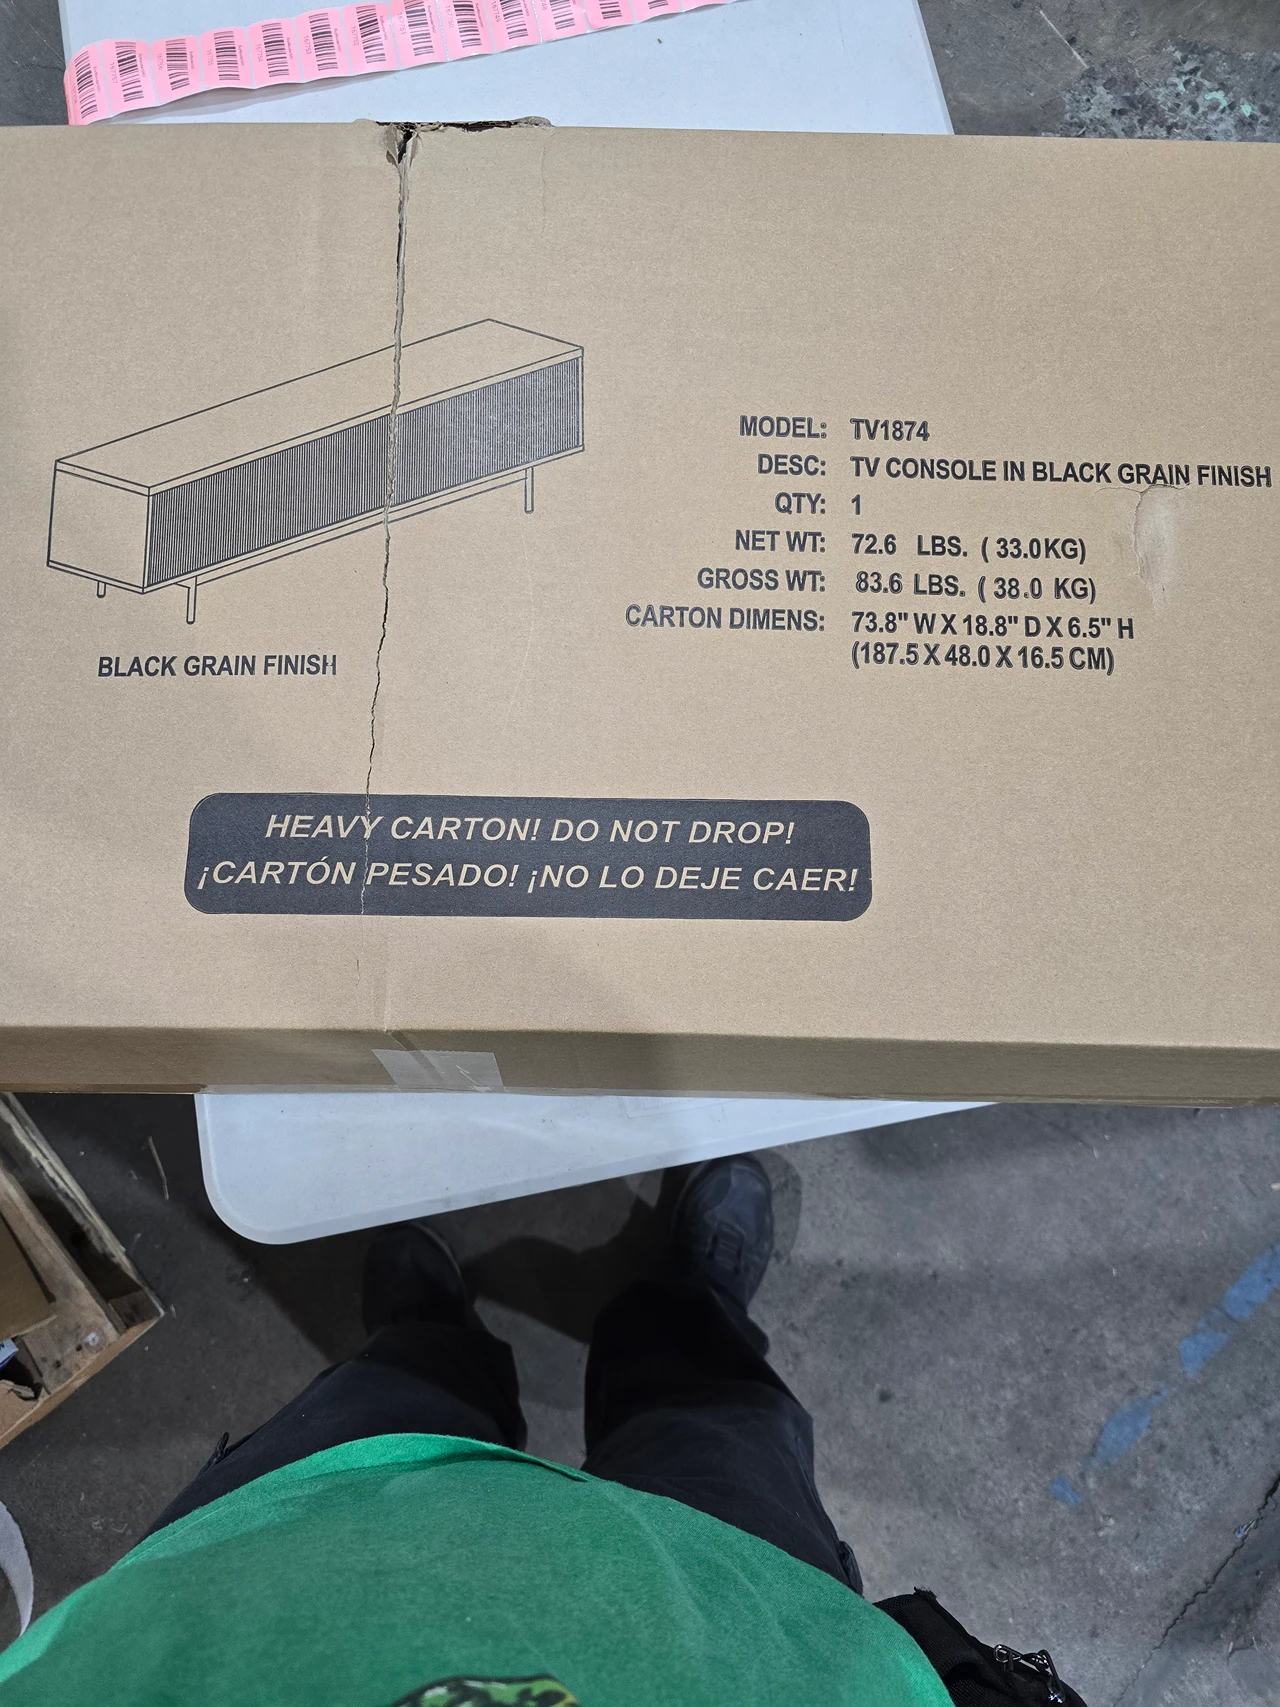 MODEL: TV1874
DESC: TV CONSOLE IN BLACK GRAIN FINISH
QTY: 1
NET WT: 72.6 LBS. ( 33.0KG)
GROSS WT: 83.6 LBS. ( 38.0 KG)
CARTON DIMENS: 73.8" W X 18.8" D X 6.5" H
(187.5 X 48.0 X 16.5 CM)
BLACK GRAIN FINISH
HEAVY CARTON! DO NOT DROP!
¡CARTÓN PESADO! ¡NO LO DEJE CAER!